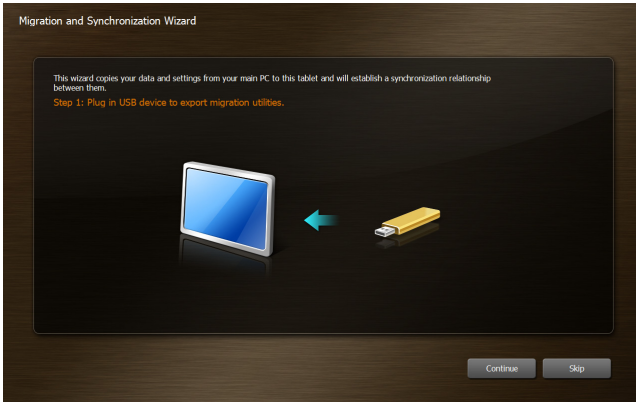 Migration and Synchronization Wizard
This wizard copies your data and settings from your main PC to this tablet and will establish a synchronization relationship
between them.
Step 1: Plug in USB device to export migration utilities.
Continue
Skip